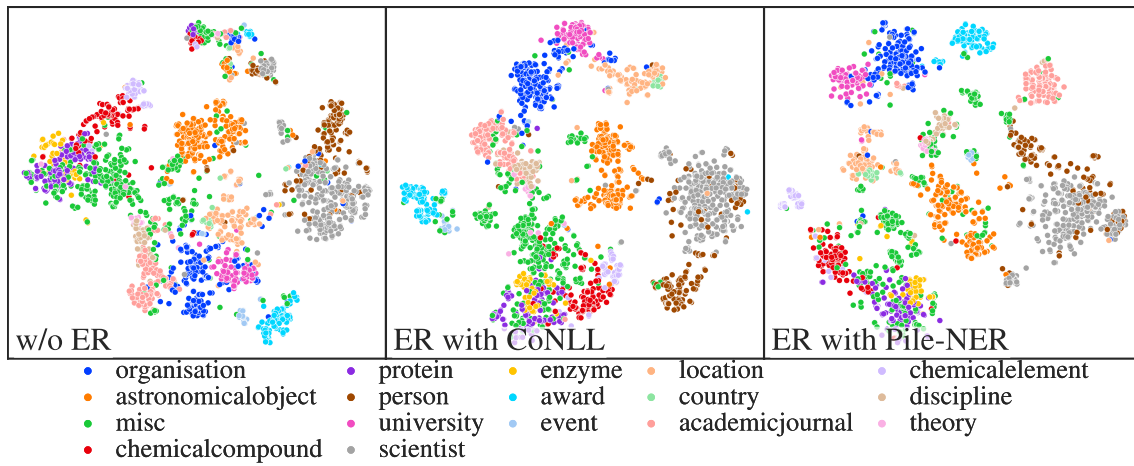 w/o ER
ER with CoNLL
ER with Pile-NER
organisation protein enzyme location chemicalelement
astronomicalobject person award country discipline
misc university event academicjournal theory
chemicalcompound scientist